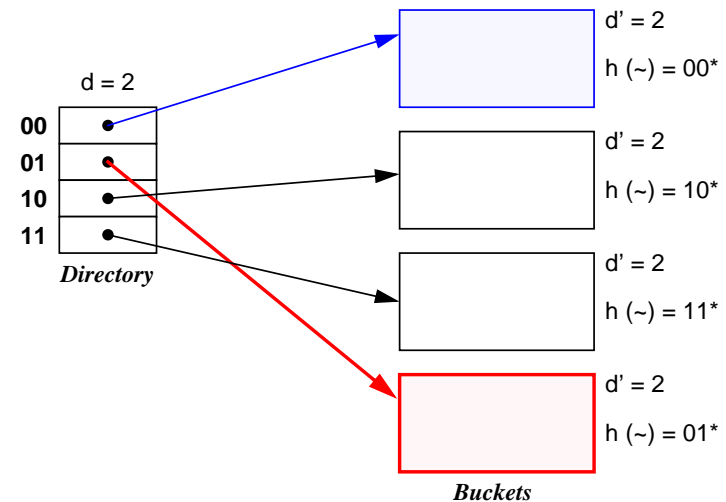 d = 2
00
01
10
11
Directory
d' = 2
h (~) = 00*
d' = 2
h (~) = 10*
d' = 2
h (~) = 11*
d' = 2
h (~) = 01*
Buckets